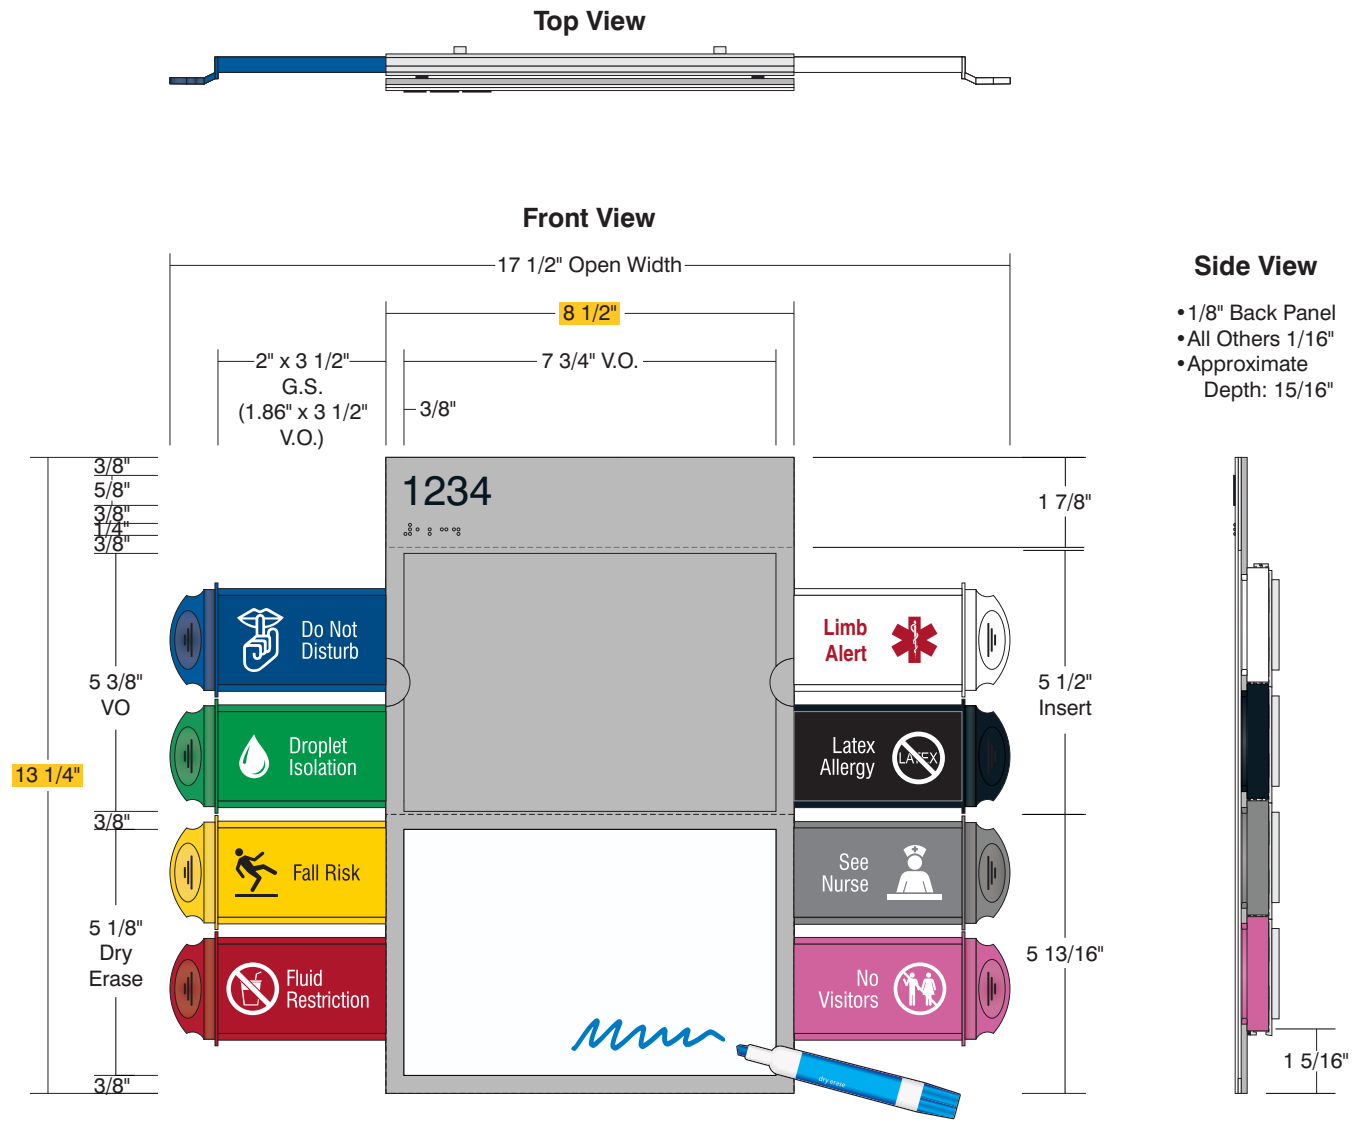 Top View
Front View
17 1/2" Open Width
8 1/2"
2" x 3 1/2"
G.S.
(1.86" x 3 1/2"
V.O.)
7 3/4" V.O.
3/8"
Side View
•1/8" Back Panel
•All Others 1/16"
•Approximate
Depth: 15/16"
3/8"
5/8"
3/8"
1/4"
3/8"
5 3/8"
VO
13 1/4"
3/8"
5 1/8"
Dry
Erase
3/8"
1234
Do Not
Disturb
Droplet
Isolation
Fall Risk
Fluid
Restriction
Limb
Alert
Latex
Allergy
LATEX
See
Nurse
No
Visitors
dry erase
1 7/8"
5 1/2"
Insert
5 13/16"
1 5/16"